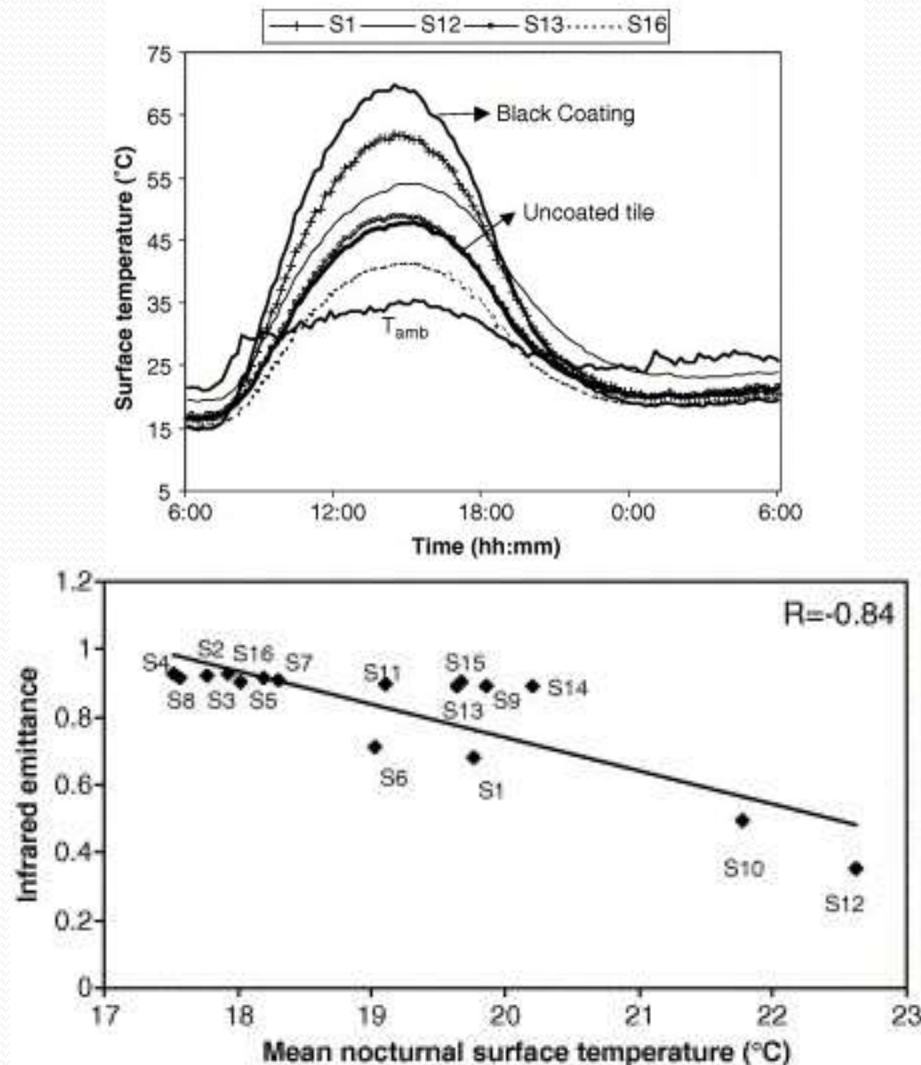 S1 S12 S13 S16
75
65
55
45
35
25
15
5
Surface temperature (°C)
Black Coating
Uncoated tile
T_amb
6:00 12:00 18:00 0:00 6:00
Time (hh:mm)
1.2
1
0.8
0.6
0.4
0.2
0
Infrared emittance
R=-0.84
S4 S2 S16 S7
S8 S3 S5
S11 S15
S13 S9 S14
S6 S1
S10
S12
17 18 19 20 21 22 23
Mean nocturnal surface temperature (°C)